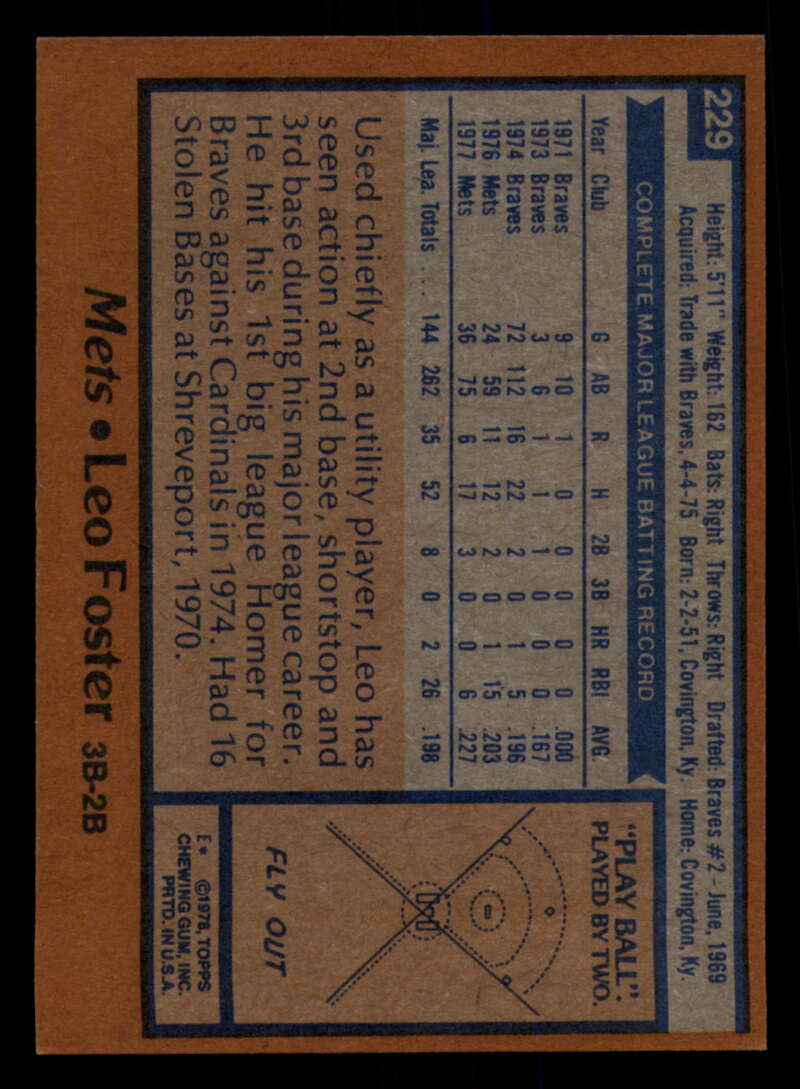 229
Height: 5'11" Weight: 162 Bats: Right Throws: Right Drafted: Braves #2 - June, 1969
Acquired: Trade with Braves, 4-4-75 Born: 2-2-51, Covington, Ky. Home: Covington, Ky.
COMPLETE MAJOR LEAGUE BATTING RECORD
Year Club G AB R H 2B 3B HR RBI AVG.
1971 Braves 9 10 1 0 0 0 0 0 .000
1973 Braves 3 6 1 1 1 0 0 0 .167
1974 Braves 72 112 16 22 2 0 1 5 .196
1976 Mets 24 59 11 12 2 0 1 15 .203
1977 Mets 36 75 6 17 3 0 0 6 .227
Maj. Lea. Totals ... 144 262 35 52 8 0 2 26 .198
Used chiefly as a utility player, Leo has
seen action at 2nd base, shortstop and
3rd base during his major league career.
He hit his 1st big league Homer for
Braves against Cardinals in 1974. Had 16
Stolen Bases at Shreveport, 1970.
"PLAY BALL":
PLAYED BY TWO.
FLY OUT
E* ©1978, TOPPS
CHEWING GUM, INC.
PRTD. IN U.S.A.
Mets • Leo Foster 3B-2B